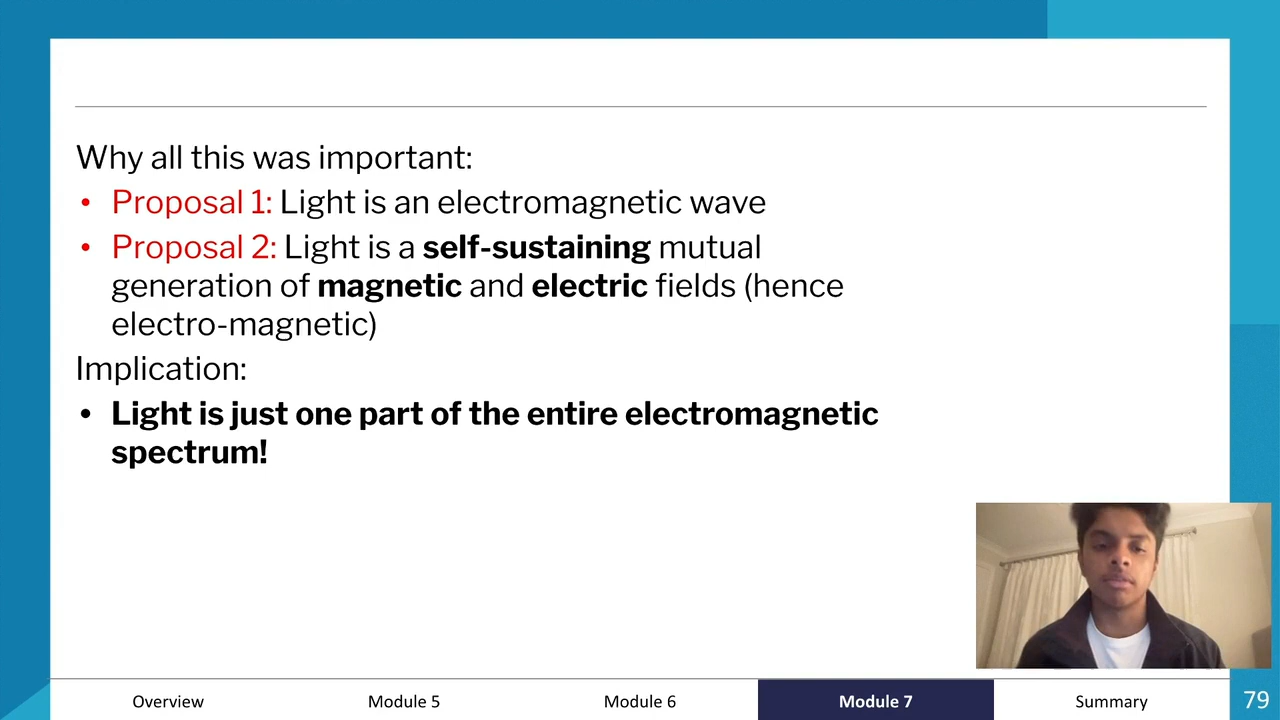 Why all this was important:
• Proposal 1: Light is an electromagnetic wave
• Proposal 2: Light is a self-sustaining mutual
generation of magnetic and electric fields (hence
electro-magnetic)
Implication:
• Light is just one part of the entire electromagnetic
spectrum!
Overview
Module 5
Module 6
Module 7
Summary
79